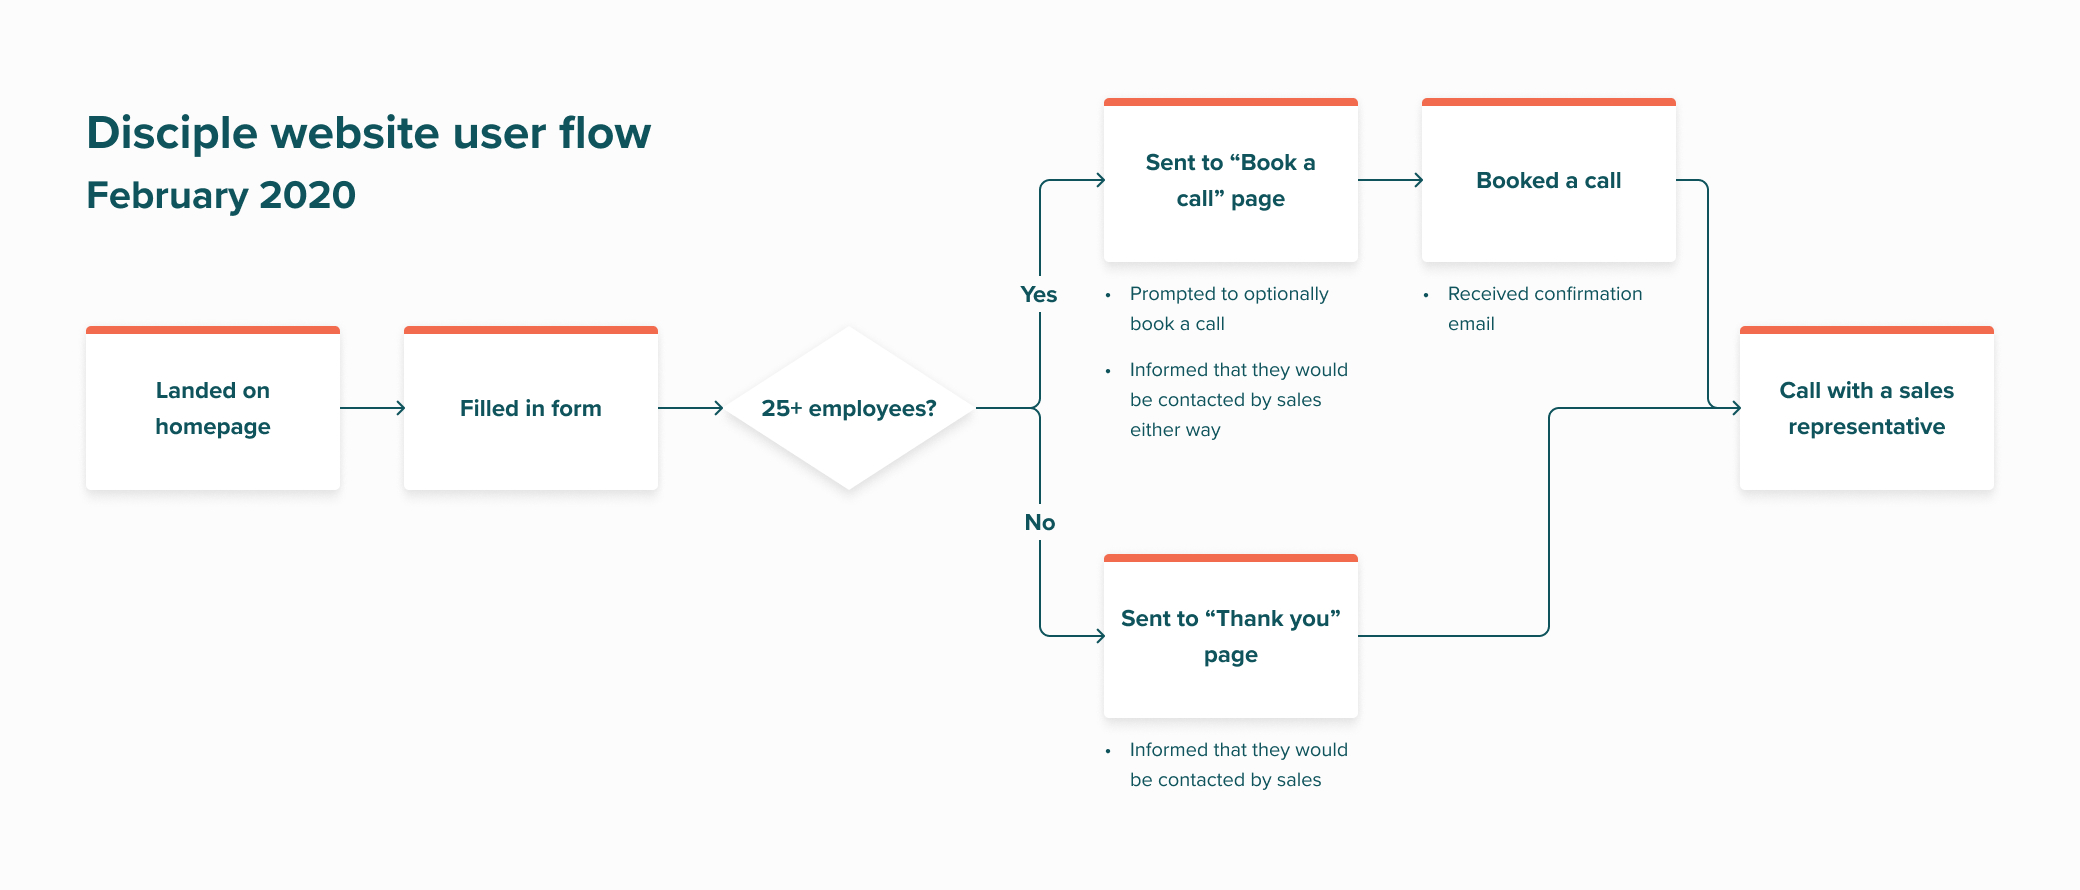 Disciple website user flow
February 2020
Landed on
homepage
Filled in form
25+ employees?
Yes
Sent to “Book a
call” page
• Prompted to optionally
book a call
• Informed that they would
be contacted by sales
either way
Booked a call
• Received confirmation
email
No
Sent to “Thank you”
page
• Informed that they would
be contacted by sales
Call with a sales
representative